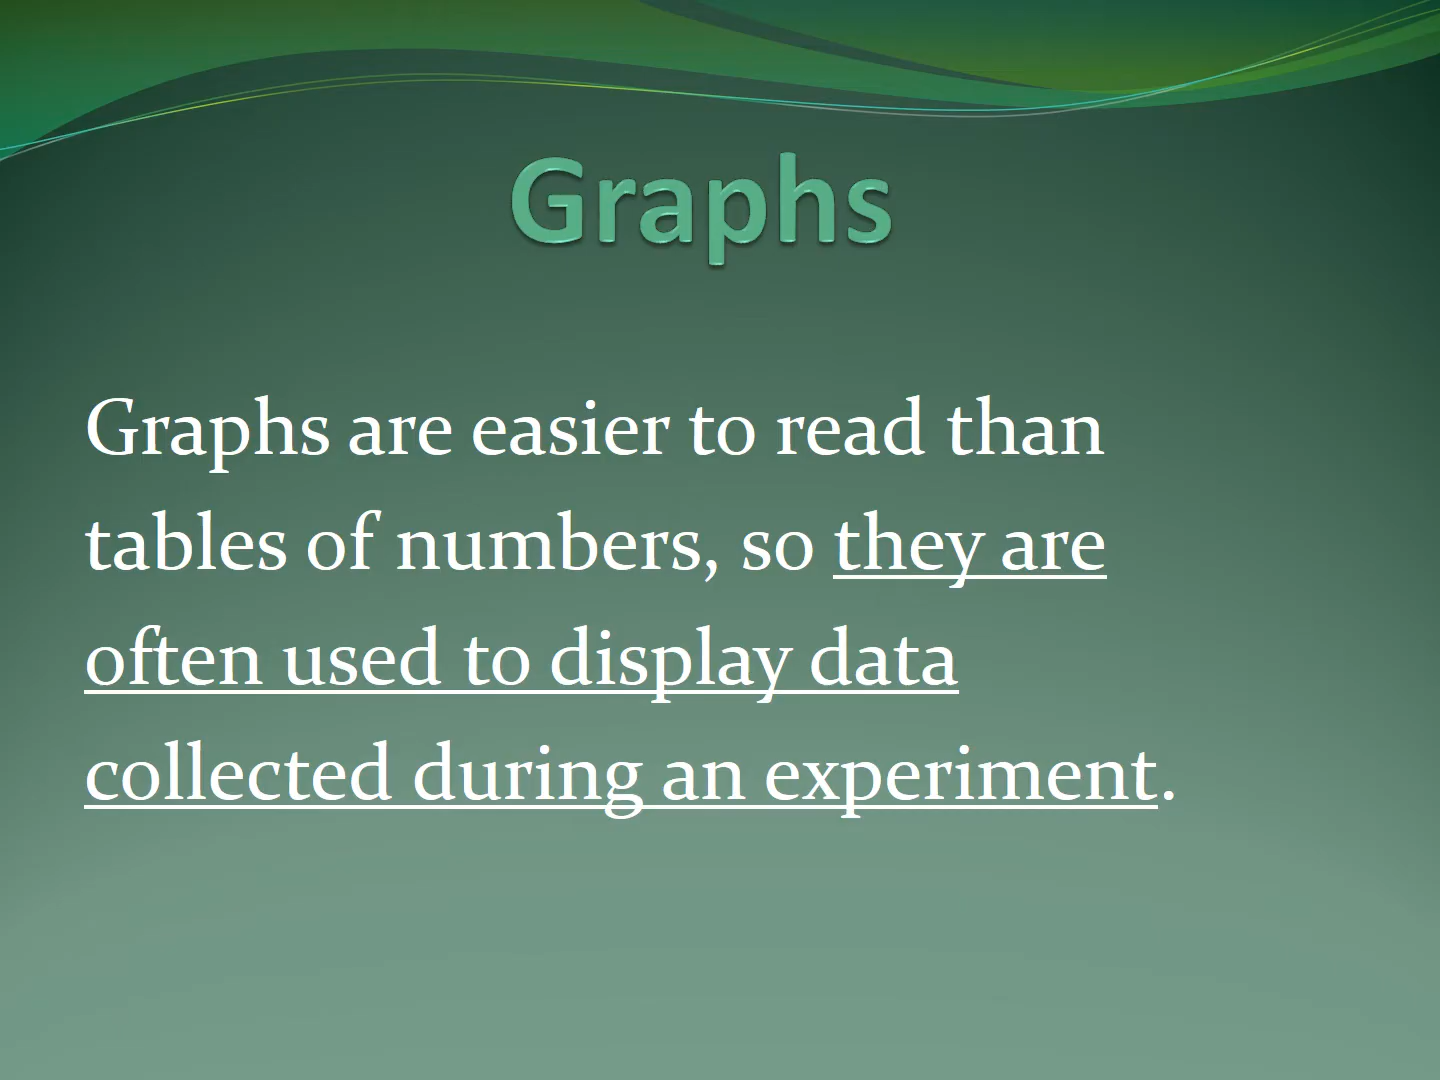 Graphs
Graphs are easier to read than
tables of numbers, so they are
often used to display data
collected during an experiment.